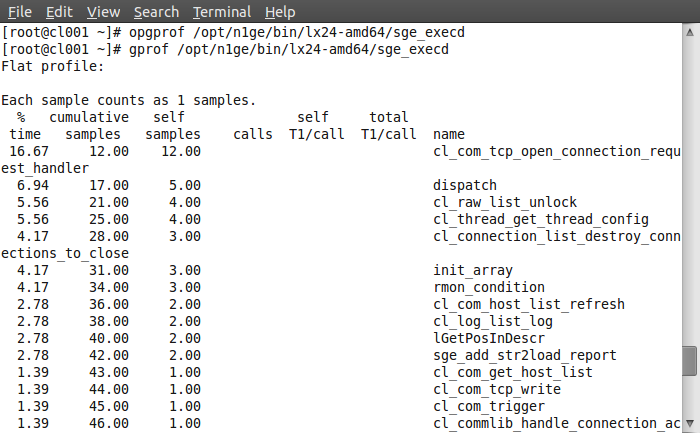 File Edit View Search Terminal Help
[root@cl001 ~]# opgprof /opt/n1ge/bin/lx24-amd64/sge_execd
[root@cl001 ~]# gprof /opt/n1ge/bin/lx24-amd64/sge_execd
Flat profile:
Each sample counts as 1 samples.
% cumulative self self total
time samples samples calls T1/call T1/call name
16.67 12.00 12.00 cl_com_tcp_open_connection_requ
est_handler
6.94 17.00 5.00 dispatch
5.56 21.00 4.00 cl_raw_list_unlock
5.56 25.00 4.00 cl_thread_get_thread_config
4.17 28.00 3.00 cl_connection_list_destroy_conn
ections_to_close
4.17 31.00 3.00 init_array
4.17 34.00 3.00 rmon_condition
2.78 36.00 2.00 cl_com_host_list_refresh
2.78 38.00 2.00 cl_log_list_log
2.78 40.00 2.00 lGetPosInDescr
2.78 42.00 2.00 sge_add_str2load_report
1.39 43.00 1.00 cl_com_get_host_list
1.39 44.00 1.00 cl_com_tcp_write
1.39 45.00 1.00 cl_com_trigger
1.39 46.00 1.00 cl_commlib_handle_connection_ac